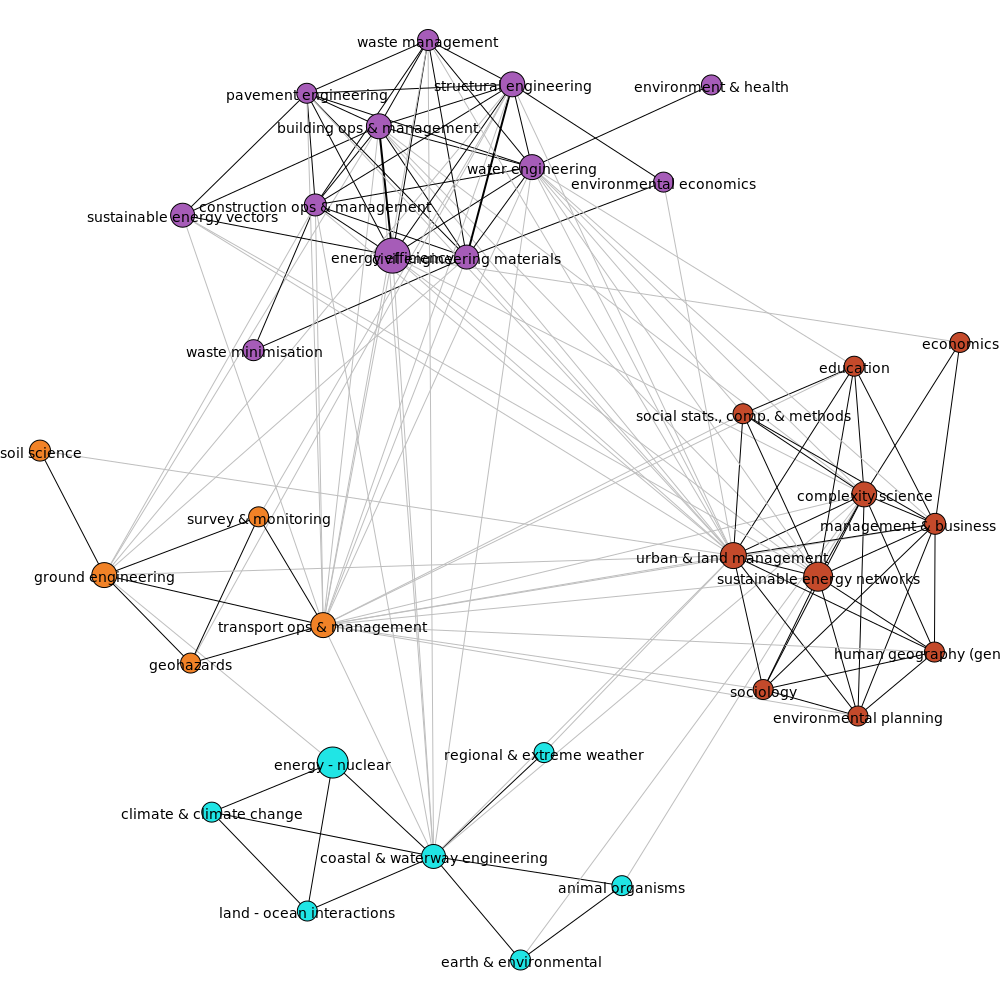 waste management
structural engineering
environment & health
pavement engineering
building ops & management
water engineering
environmental economics
construction ops & management
sustainable energy vectors
energy efficiency
civil engineering materials
waste minimisation
economics
education
social stats., comp. & methods
soil science
complexity science
survey & monitoring
management & business
urban & land management
ground engineering
sustainable energy networks
transport ops & management
geohazards
human geography (gen
sociology
environmental planning
regional & extreme weather
energy - nuclear
climate & climate change
coastal & waterway engineering
animal organisms
land - ocean interactions
earth & environmental